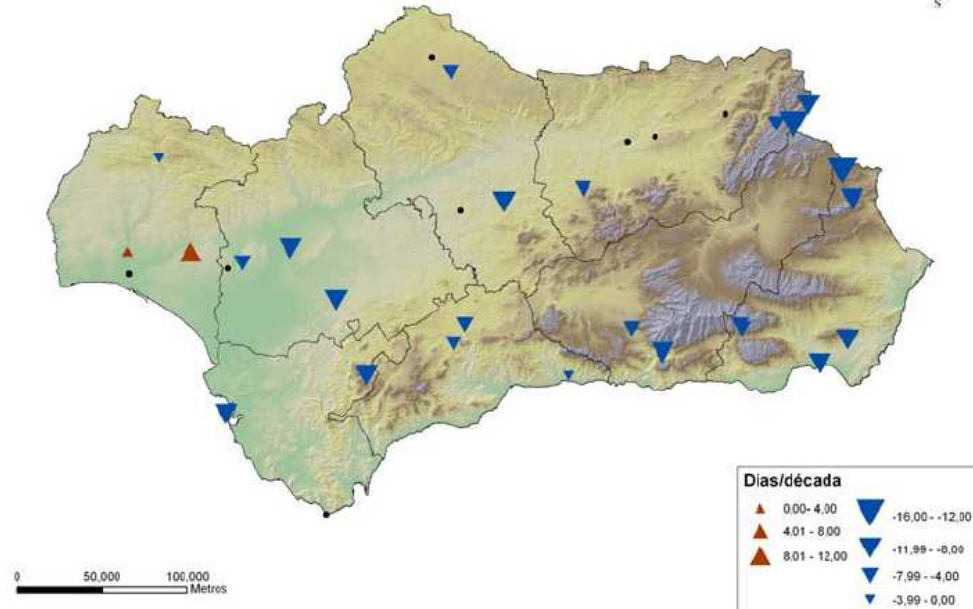 S
Dias/década
0.00- 4,00
4.01 - 8,00
8.01 - 12,00
-16,00 - -12,00
-11,99 - -8,00
-7,99 - -4,00
-3,99 - 0,00
0 50,000 100,000
Metros